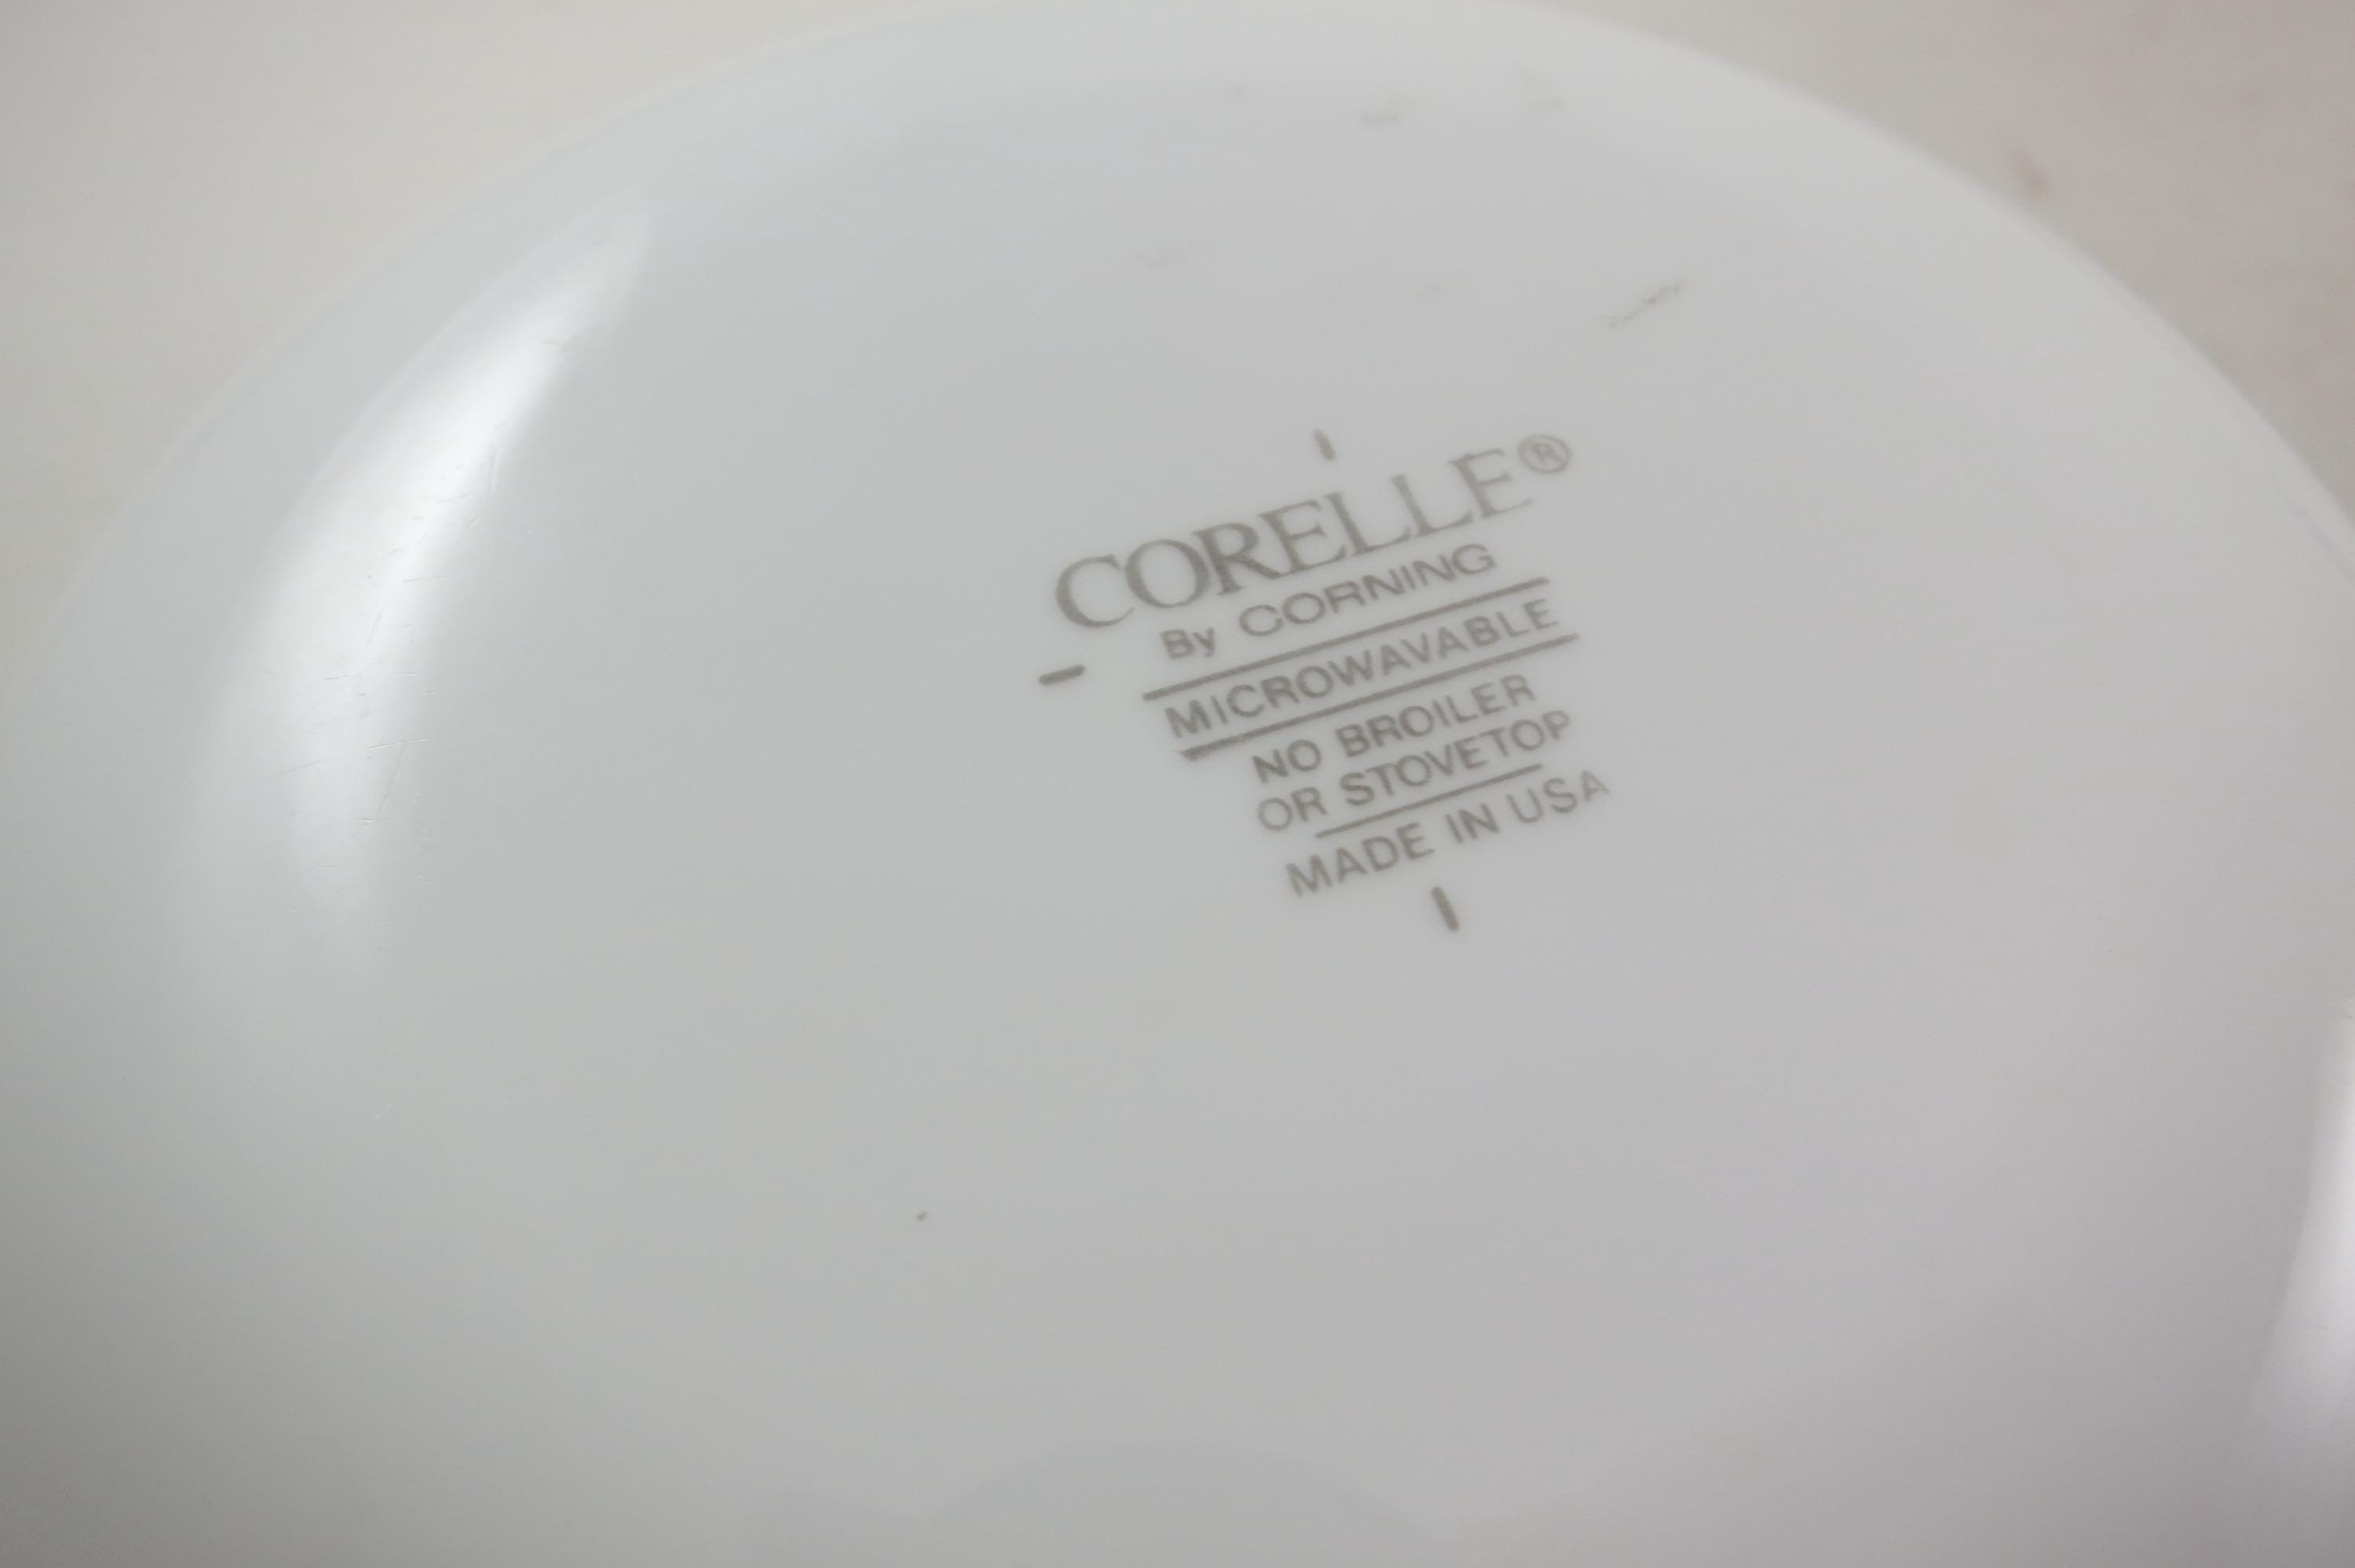 CORELLE®
By CORNING
MICROWAVABLE
NO BROILER
OR STOVETOP
MADE IN USA